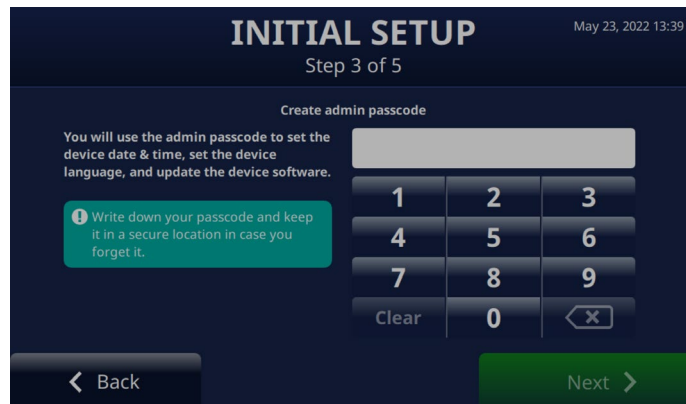 INITIAL SETUP
May 23, 2022 13:39
Step 3 of 5
Create admin passcode
You will use the admin passcode to set the
device date & time, set the device
language, and update the device software.
Write down your passcode and keep
it in a secure location in case you
forget it.
1 2 3
4 5 6
7 8 9
Clear 0
Back
Next